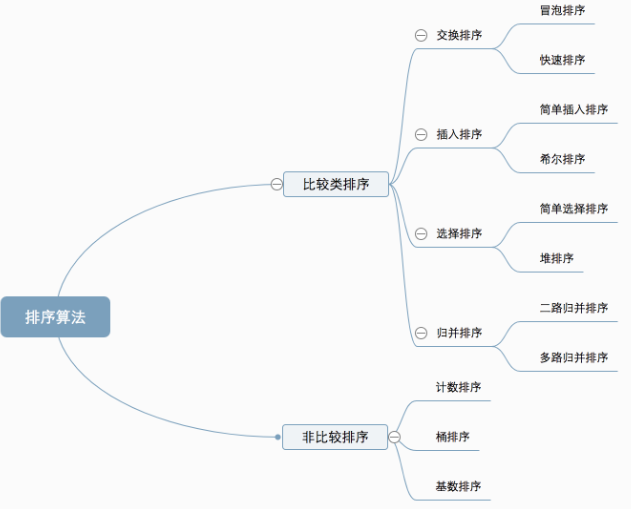 冒泡排序
交换排序
快速排序
简单插入排序
插入排序
希尔排序
比较类排序
简单选择排序
选择排序
堆排序
排序算法
二路归并排序
归并排序
多路归并排序
计数排序
非比较排序
桶排序
基数排序